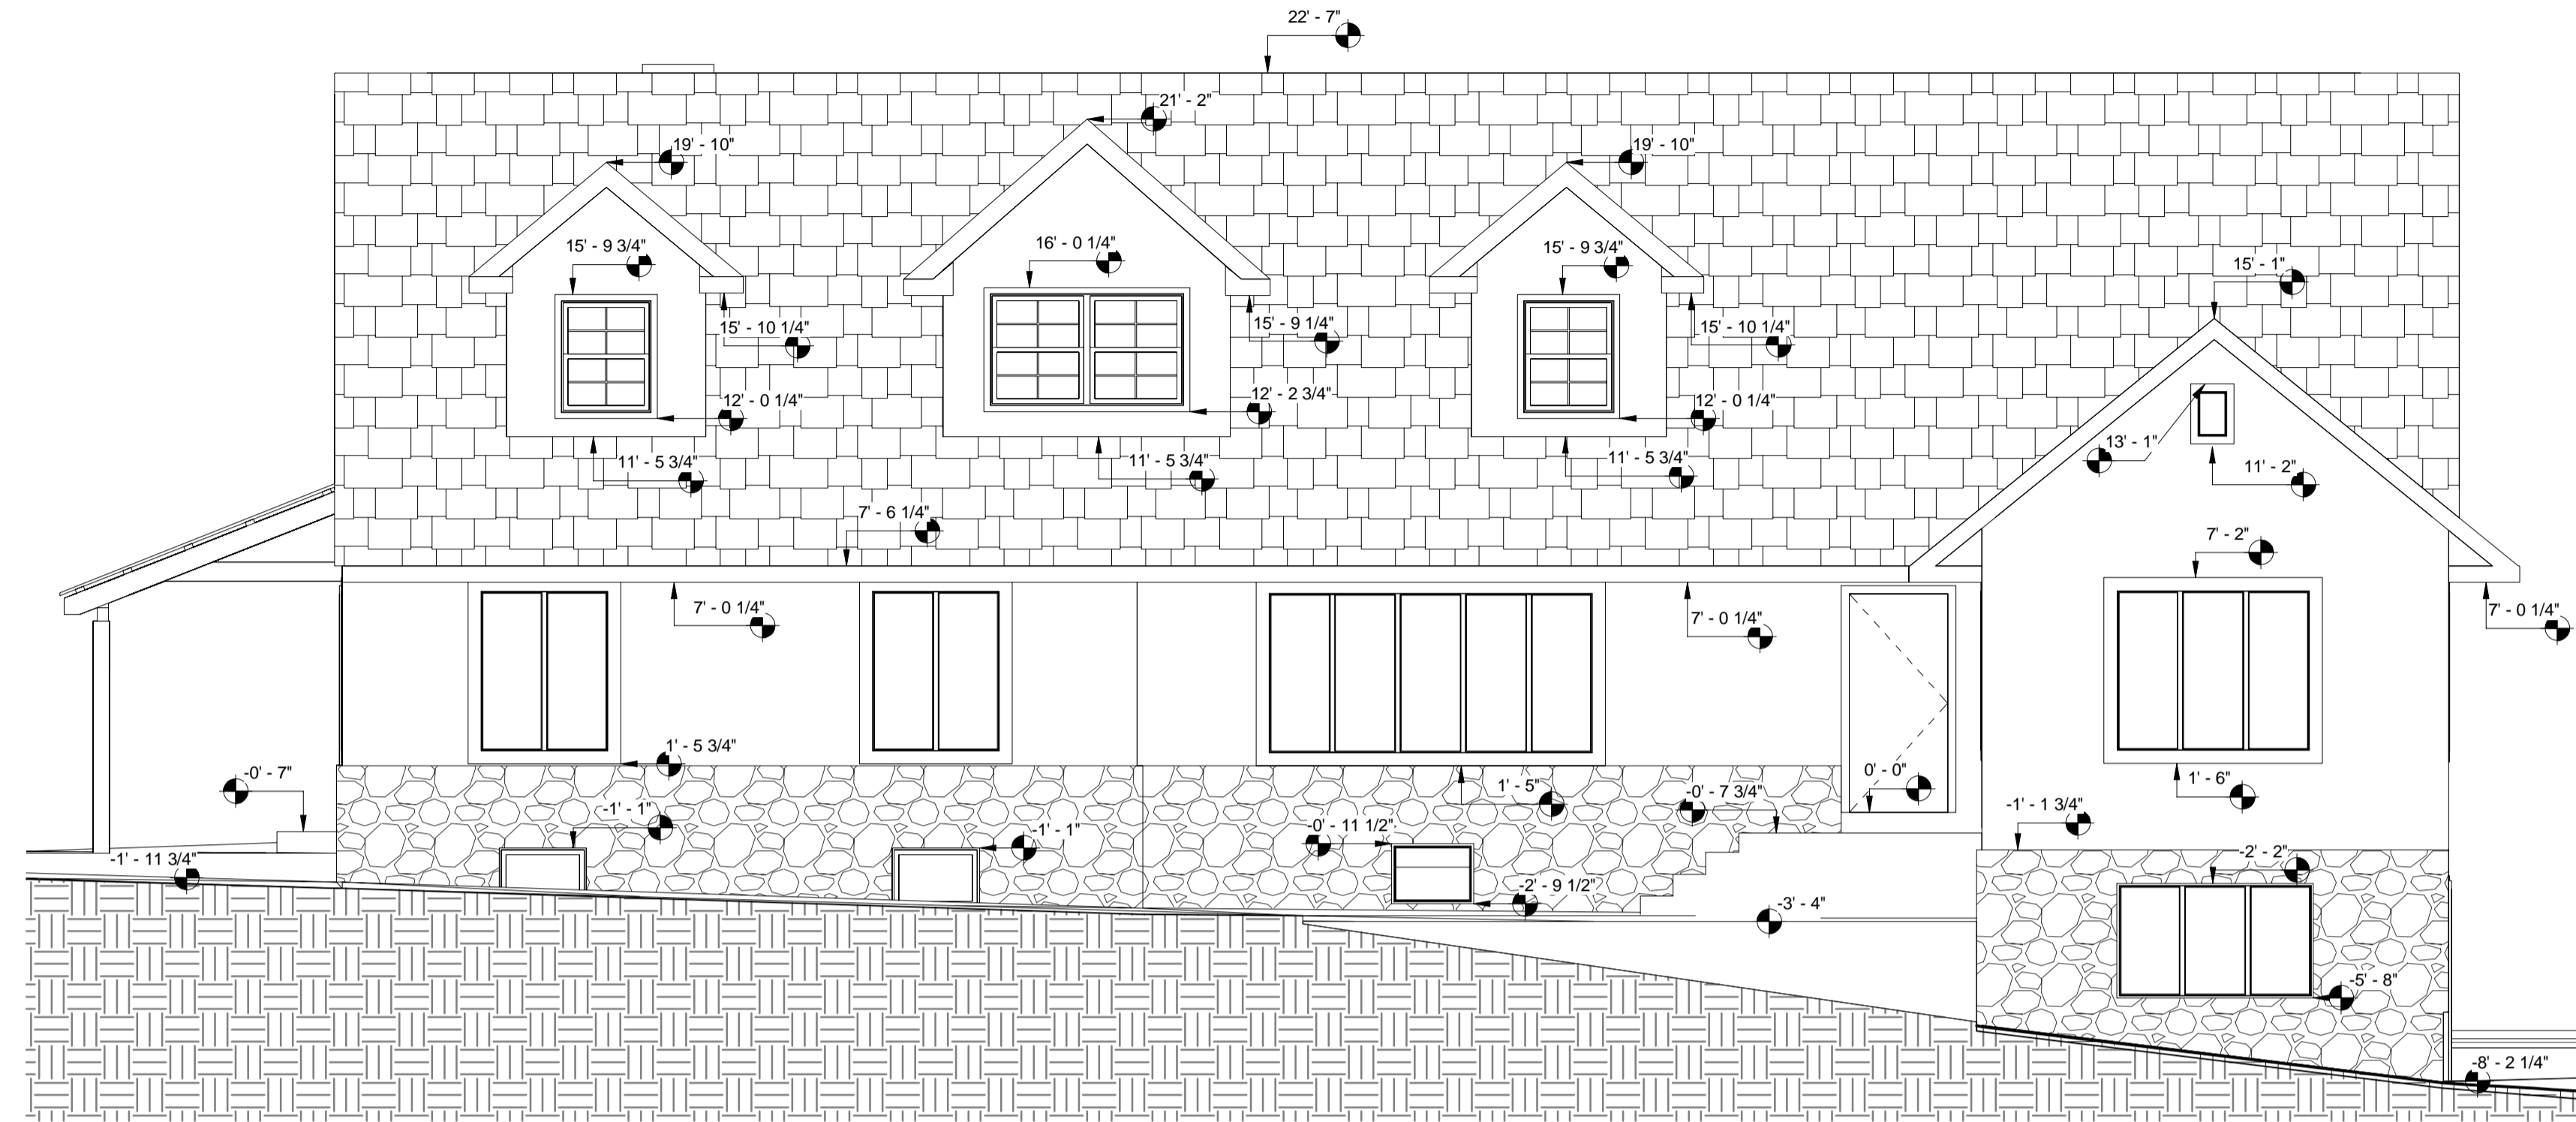 22' - 7"
21' - 2"
19' - 10"
19' - 10"
15' - 9 3/4"
16' - 0 1/4"
15' - 9 3/4"
15' - 1"
15' - 10 1/4"
15' - 9 1/4"
15' - 10 1/4"
12' - 0 1/4"
12' - 2 3/4"
12' - 0 1/4"
13' - 1"
11' - 5 3/4"
11' - 5 3/4"
11' - 5 3/4"
11' - 2"
7' - 6 1/4"
7' - 2"
7' - 0 1/4"
7' - 0 1/4"
7' - 0 1/4"
1' - 5 3/4"
-0' - 7"
0' - 0"
1' - 6"
1' - 5"
-0' - 7 3/4"
-1' - 1"
-1' - 1 3/4"
-0' - 11 1/2"
-1' - 1"
-1' - 11 3/4"
-2' - 2"
-2' - 9 1/2"
-3' - 4"
-5' - 8"
-8' - 2 1/4"